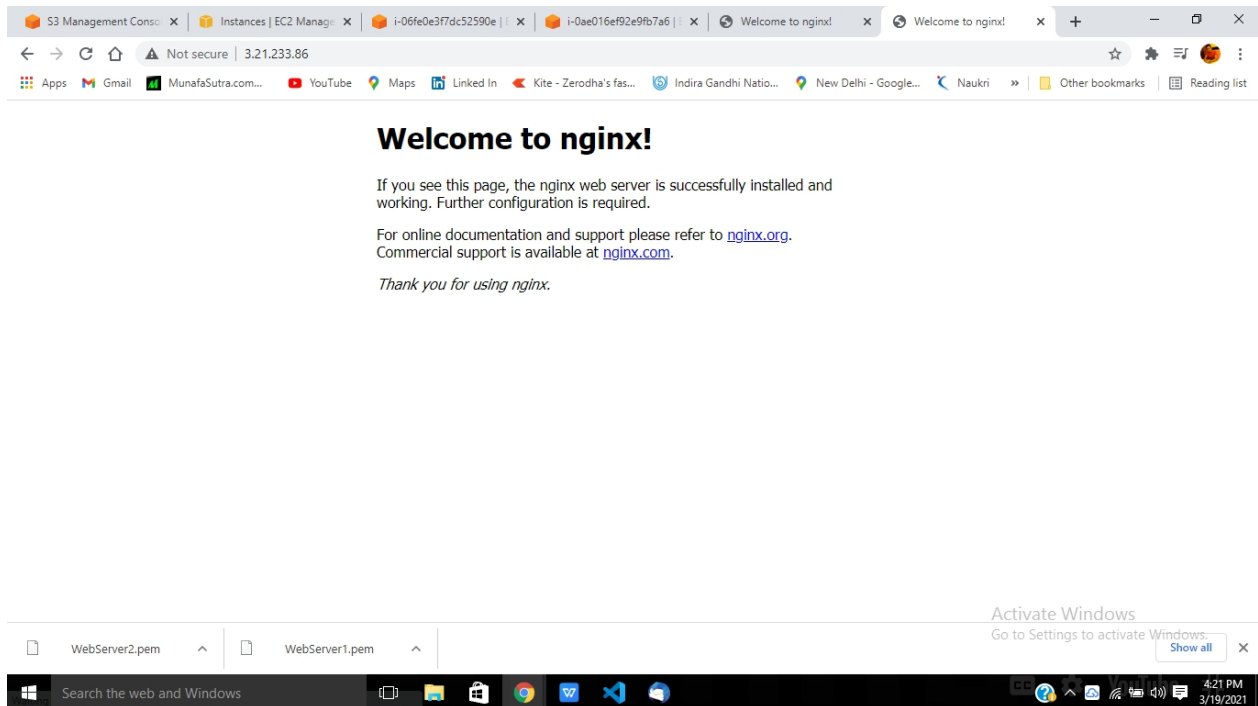 S3 Management Conso
Instances | EC2 Manage
i-06fe0e3f7dc52590e | E
i-0ae016ef92e9fb7a6 | E
Welcome to nginx!
Welcome to nginx!
Not secure | 3.21.233.86
Apps
Gmail
MunafaSutra.com...
YouTube
Maps
Linked In
Kite - Zerodha's fas...
Indira Gandhi Natio...
New Delhi - Google...
Naukri
»
Other bookmarks
Reading list
Welcome to nginx!
If you see this page, the nginx web server is successfully installed and
working. Further configuration is required.
For online documentation and support please refer to nginx.org.
Commercial support is available at nginx.com.
Thank you for using nginx.
Activate Windows
Go to Settings to activate Windows.
WebServer2.pem
WebServer1.pem
Show all
Search the web and Windows
CC
YouTube
4:21 PM
3/19/2021